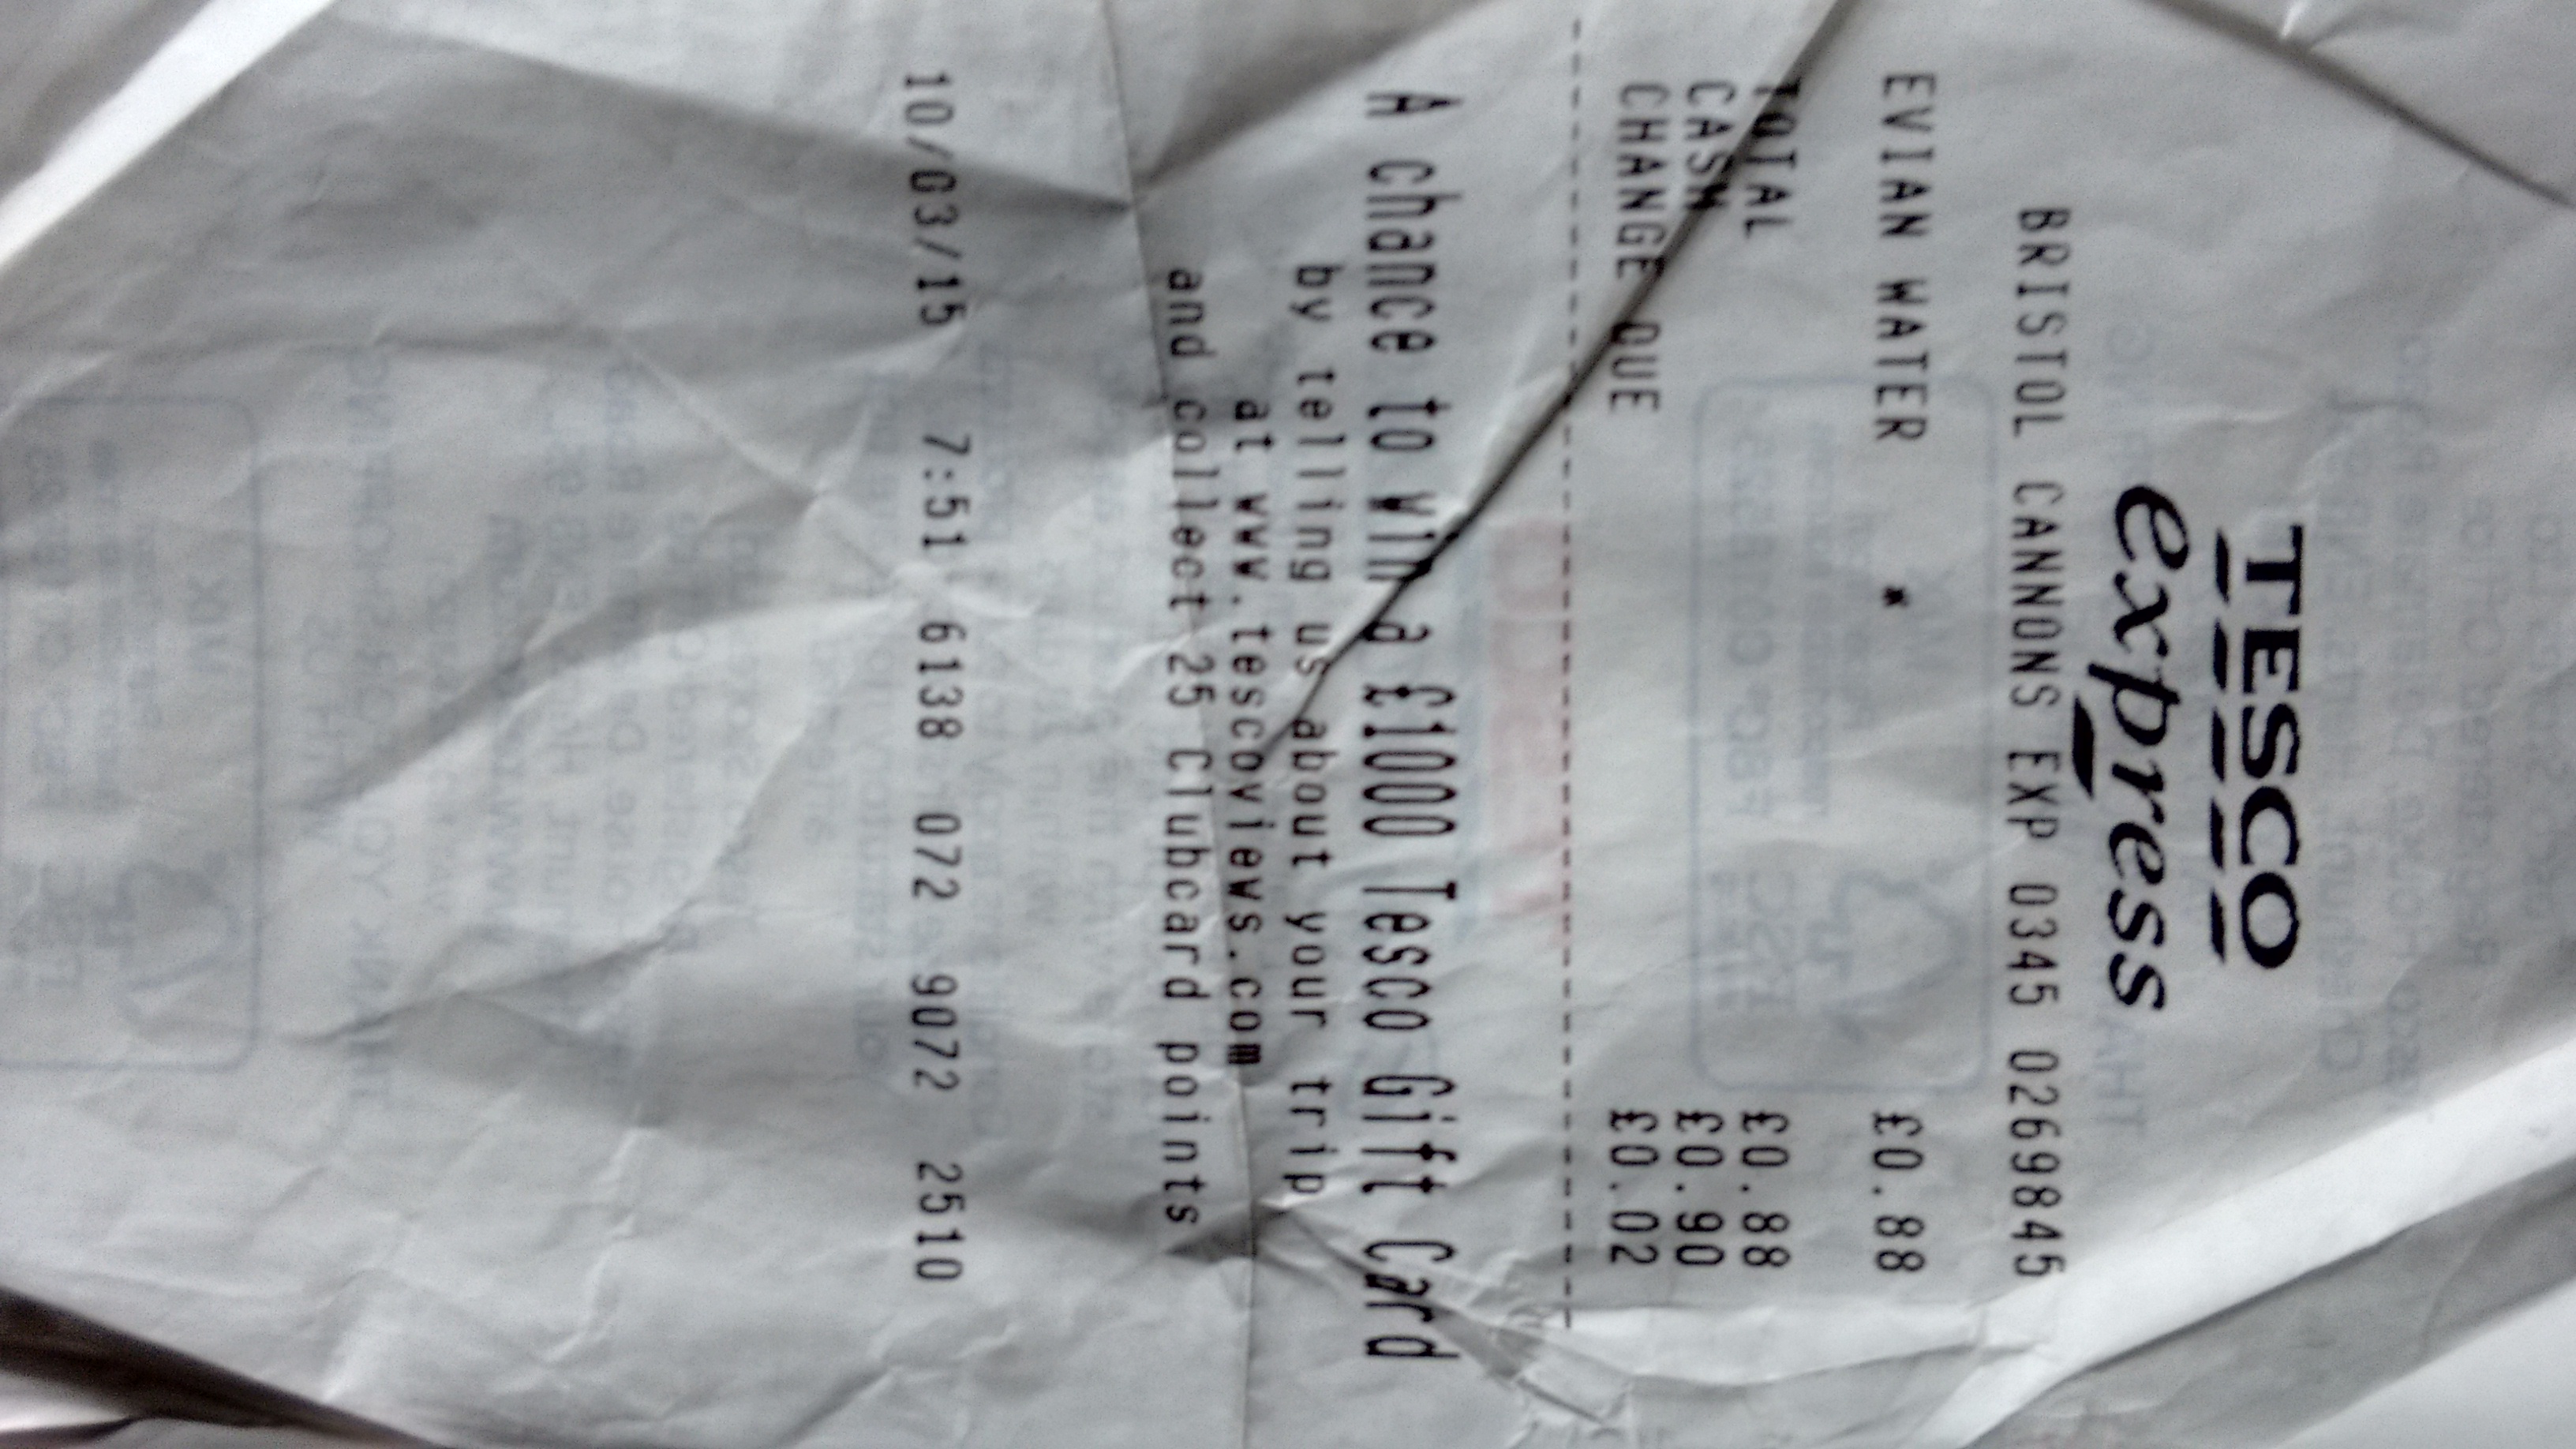 TESCO
express
BRISTOL CANNONS EXP 0345 0269845
EVIAN WATER * £0.88
TOTAL £0.88
CASH £0.90
CHANGE DUE £0.02
A chance to win a £1000 Tesco Gift Card
by telling us about your trip
at www.tescoviews.com
and collect 25 Clubcard points
10/03/15 7:51 6138 072 9072 2510